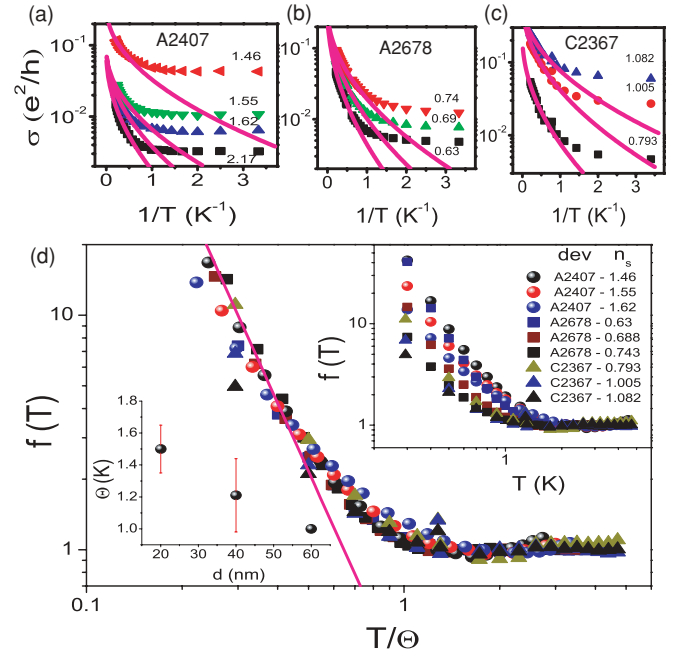 (a) A2407
(b) A2678
(c) C2367
σ (e²/h)
10⁻¹
10⁻²
1.46
1.55
1.62
2.17
0 1 2 3
1/T (K⁻¹)
10⁻¹
10⁻²
0.74
0.69
0.63
0 1 2 3
1/T (K⁻¹)
10⁻¹
10⁻²
1.082
1.005
0.793
0 1 2 3
1/T (K⁻¹)
(d)
f (T)
10
1
0.1 1
T/Θ
Θ (K)
1.8
1.6
1.4
1.2
1.0
20 30 40 50 60
d (nm)
f (T)
10
1
1
T (K)
dev nₛ
A2407 - 1.46
A2407 - 1.55
A2407 - 1.62
A2678 - 0.63
A2678 - 0.688
A2678 - 0.743
C2367 - 0.793
C2367 - 1.005
C2367 - 1.082